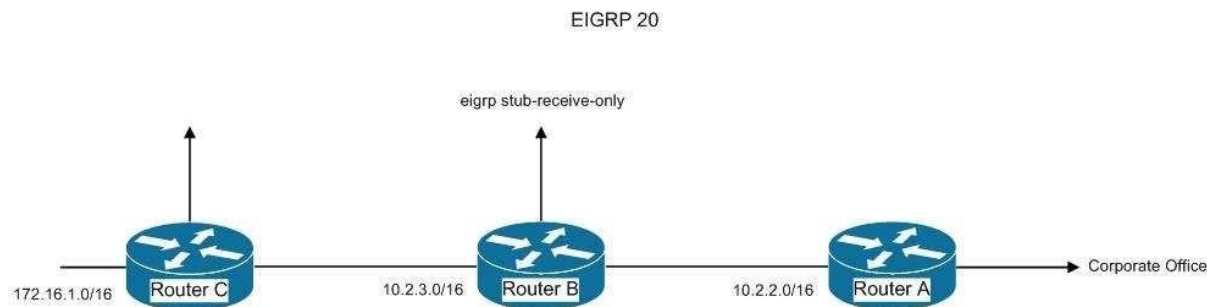 EIGRP 20
eigrp stub-receive-only
172.16.1.0/16
Router C
10.2.3.0/16
Router B
10.2.2.0/16
Router A
Corporate Office